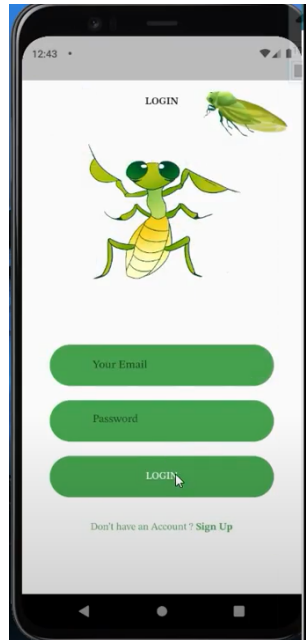 12:43
LOGIN
Your Email
Password
LOGIN
Don't have an Account ? Sign Up